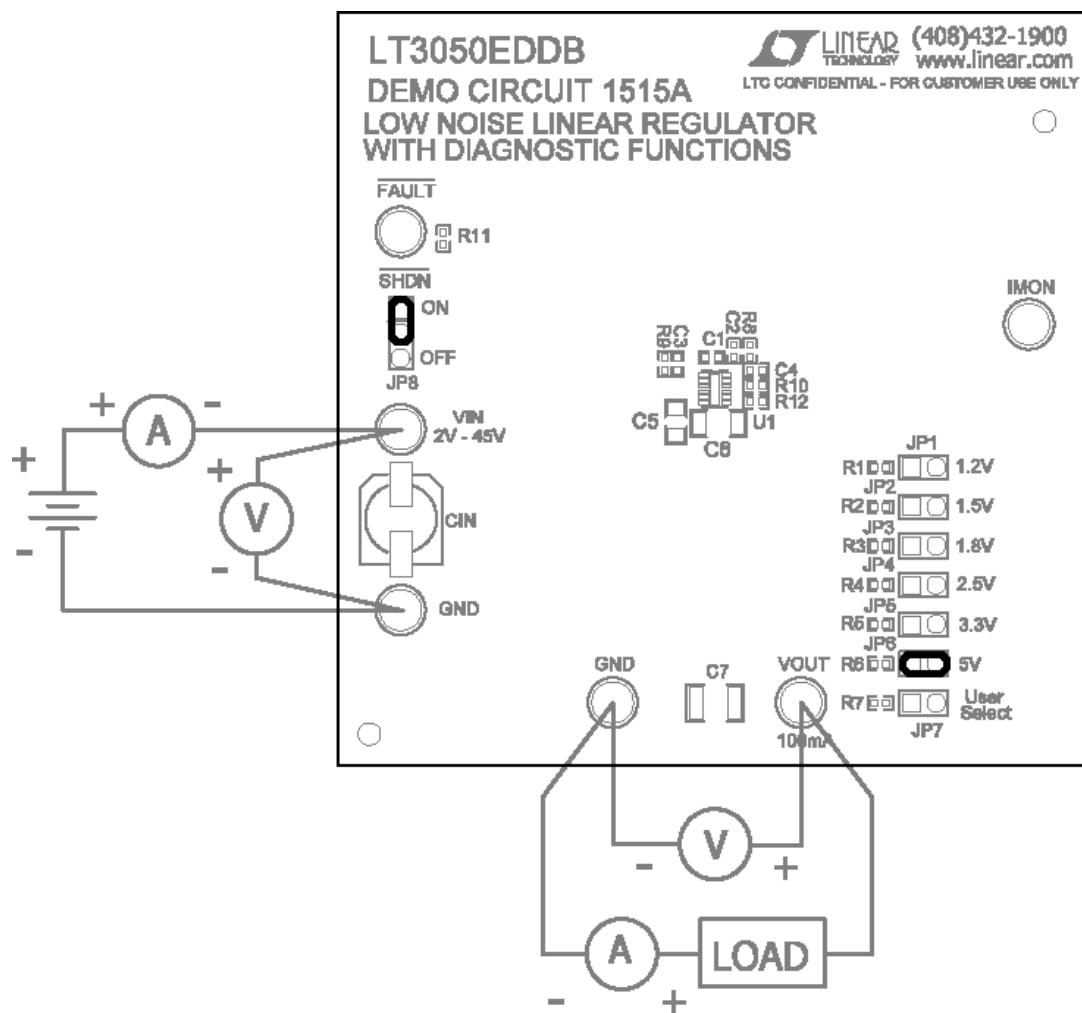 LT3050EDDB
LINEAR TECHNOLOGY (408)432-1900
www.linear.com
LTC CONFIDENTIAL - FOR CUSTOMER USE ONLY
DEMO CIRCUIT 1515A
LOW NOISE LINEAR REGULATOR
WITH DIAGNOSTIC FUNCTIONS
FAULT
R11
SHDN
ON
OFF
JP8
IMON
R9 C3 C1 C2 R8
C4
R10
R12
C5
C6
U1
+ A -
VIN
2V - 45V
+
V
-
+
-
CIN
GND
JP1
R1 1.2V
JP2
R2 1.5V
JP3
R3 1.8V
JP4
R4 2.5V
JP5
R5 3.3V
JP6
R6 5V
R7 User
Select
JP7
GND
C7
VOUT
100mA
- V +
A LOAD
- +